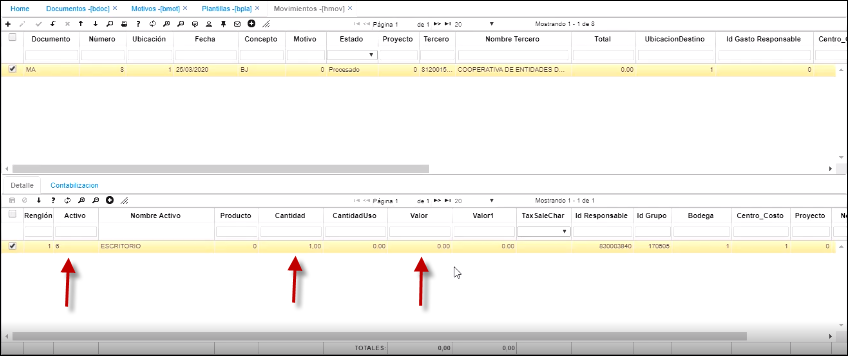 Home Documentos -[bdoc] Motivos -[bmot] Plantillas -[bpla] Movimientos -[hmov]
Página 1 de 1 20 Mostrando 1 - 1 de 8
Documento Número Ubicación Fecha Concepto Motivo Estado Proyecto Tercero Nombre Tercero Total UbicacionDestino Id Gasto Responsable
MA 8 1 25/03/2020 BJ 0 Procesado 0 8120015... COOPERATIVA DE ENTIDADES D... 0.00 1 0
Detalle Contabilizacion
Página 1 de 1 20 Mostrando 1 - 1 de 1
Renglón Activo Nombre Activo Producto Cantidad CantidadUso Valor Valor1 TaxSaleChar Id Responsable Id Grupo Bodega Centro_Costo Proyecto
1 6 ESCRITORIO 0 1,00 0.00 0.00 0.00 830003840 170505 1 1 0
TOTALES 0,00 0.00